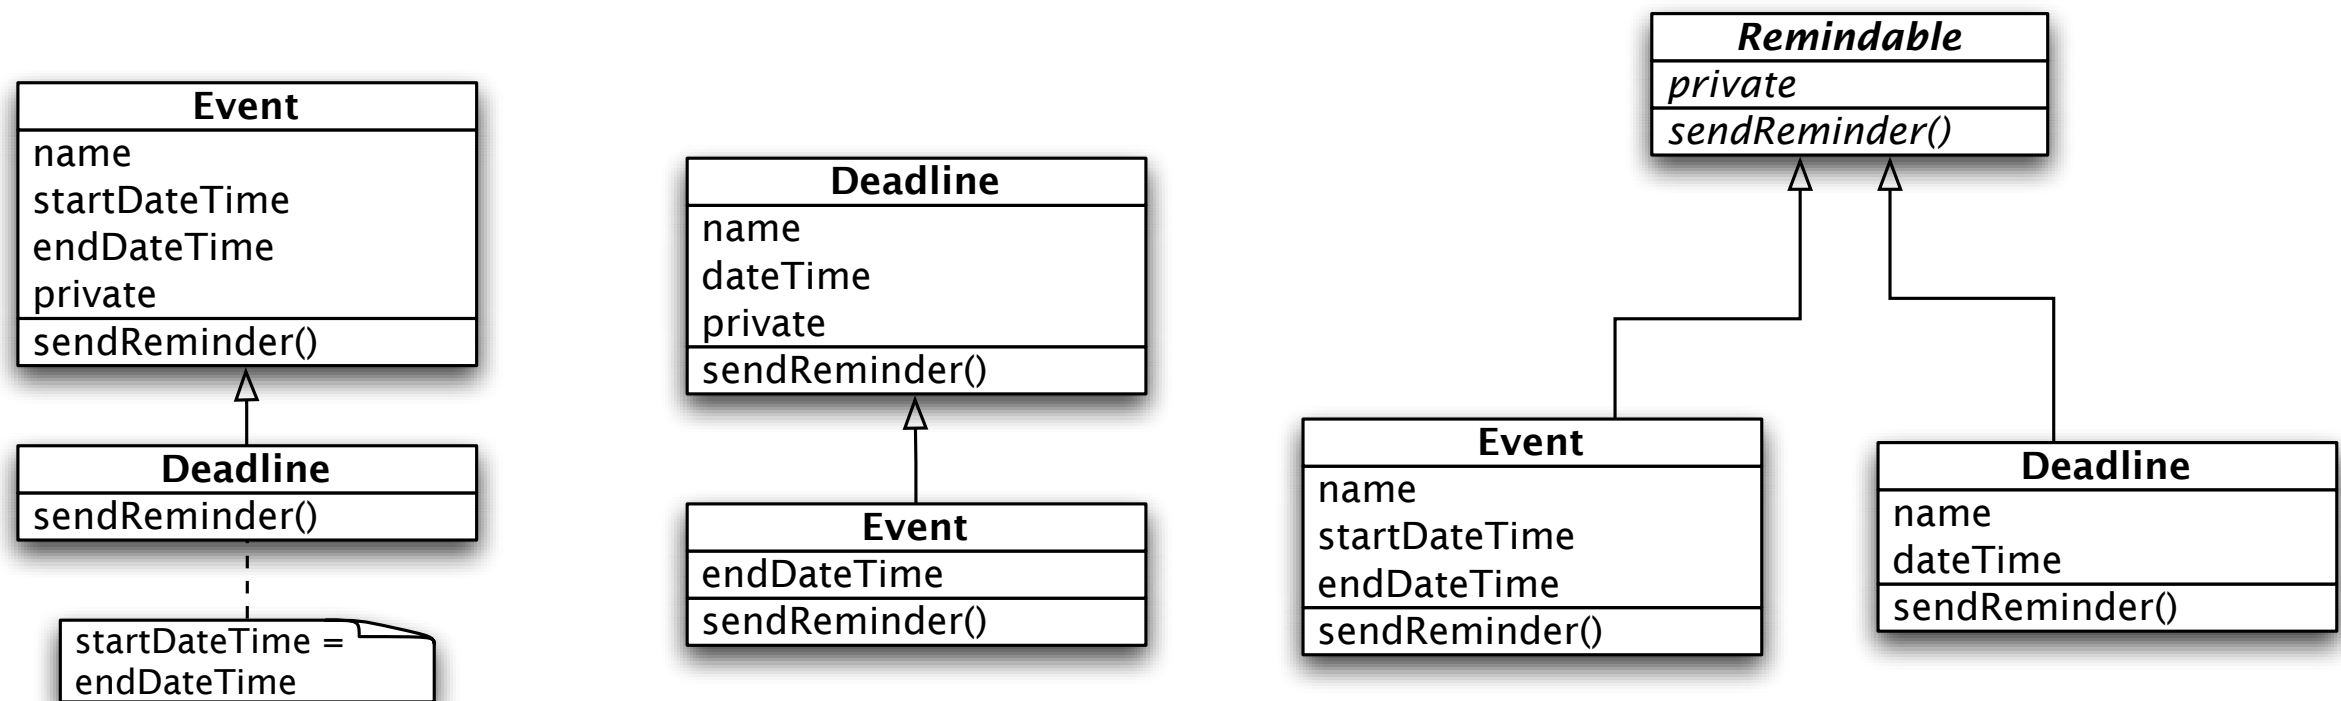 Event
name
startDateTime
endDateTime
private
sendReminder()
Deadline
sendReminder()
startDateTime =
endDateTime
Deadline
name
dateTime
private
sendReminder()
Event
endDateTime
sendReminder()
Remindable
private
sendReminder()
Event
name
startDateTime
endDateTime
sendReminder()
Deadline
name
dateTime
sendReminder()